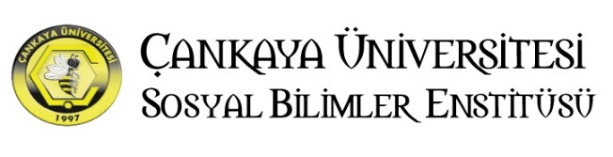 ÇANKAYA ÜNİVERSİTESİ
1997
ÇANKAYA ÜNİVERSİTESİ
SOSYAL BİLİMLER ENSTİTÜSÜ